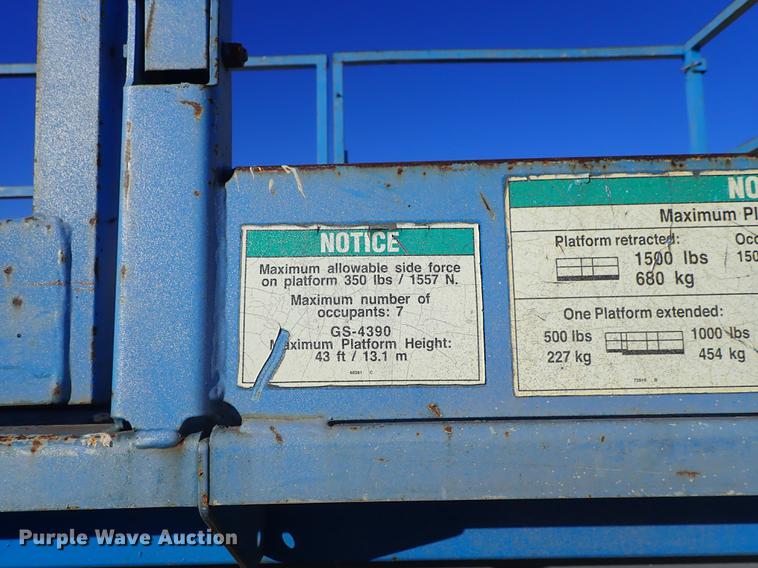 NOTICE
Maximum allowable side force
on platform 350 lbs / 1557 N.
Maximum number of
occupants: 7
GS-4390
Maximum Platform Height:
43 ft / 13.1 m
C
NO
Maximum Pl
Platform retracted:
Occ
1500 lbs
150
680 kg
One Platform extended:
500 lbs
1000 lbs
227 kg
454 kg
Purple Wave Auction